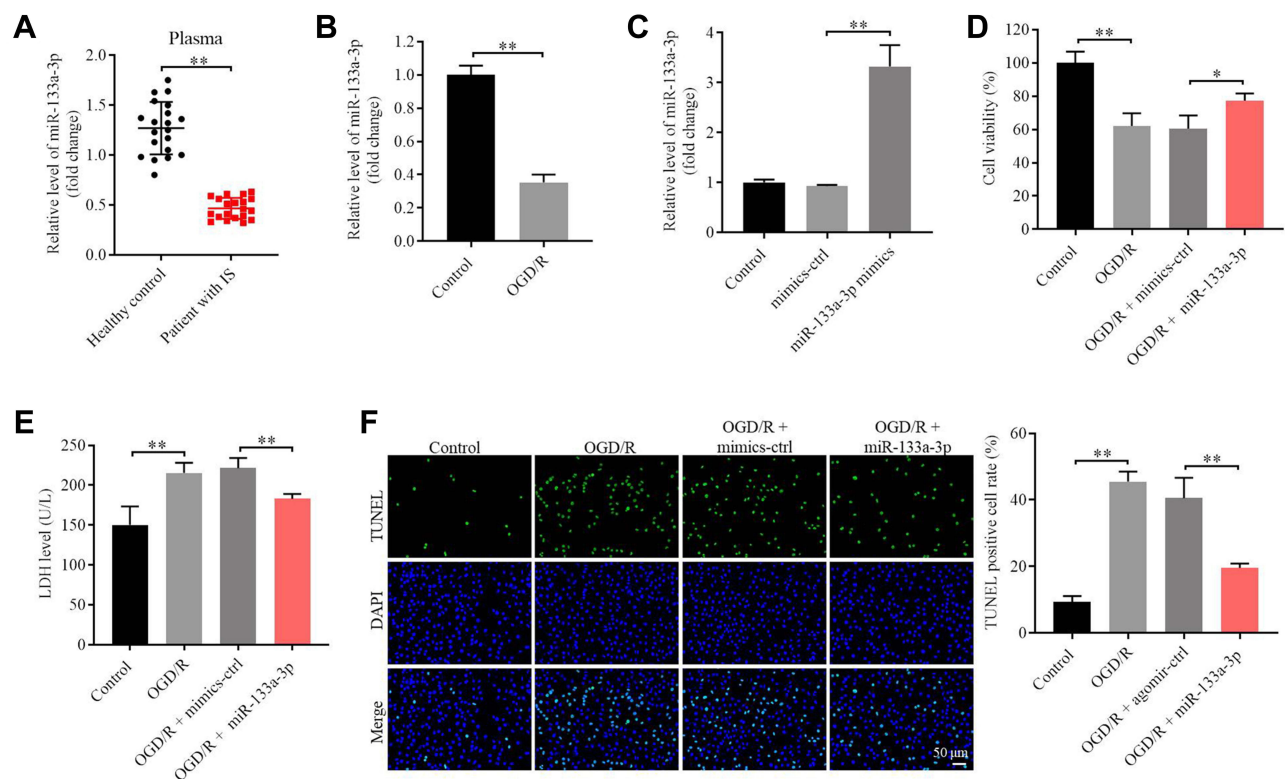 A
Plasma
**
Relative level of miR-133a-3p
(fold change)
2.0
1.5
1.0
0.5
0.0
Healthy control
Patient with IS
B
**
Relative level of miR-133a-3p
(fold change)
1.2
1.0
0.8
0.6
0.4
0.2
0.0
Control
OGD/R
C
**
Relative level of miR-133a-3p
(fold change)
4
3
2
1
0
Control
mimics-ctrl
miR-133a-3p mimics
D
**
*
Cell viability (%)
120
100
80
60
40
20
0
Control
OGD/R
OGD/R + mimics-ctrl
OGD/R + miR-133a-3p
E
**
**
LDH level (U/L)
250
200
150
100
50
0
Control
OGD/R
OGD/R + mimics-ctrl
OGD/R + miR-133a-3p
F
Control
OGD/R
OGD/R +
mimics-ctrl
OGD/R +
miR-133a-3p
TUNEL
DAPI
Merge
50 μm
**
**
TUNEL positive cell rate (%)
60
40
20
0
Control
OGD/R
OGD/R + agomir-ctrl
OGD/R + miR-133a-3p